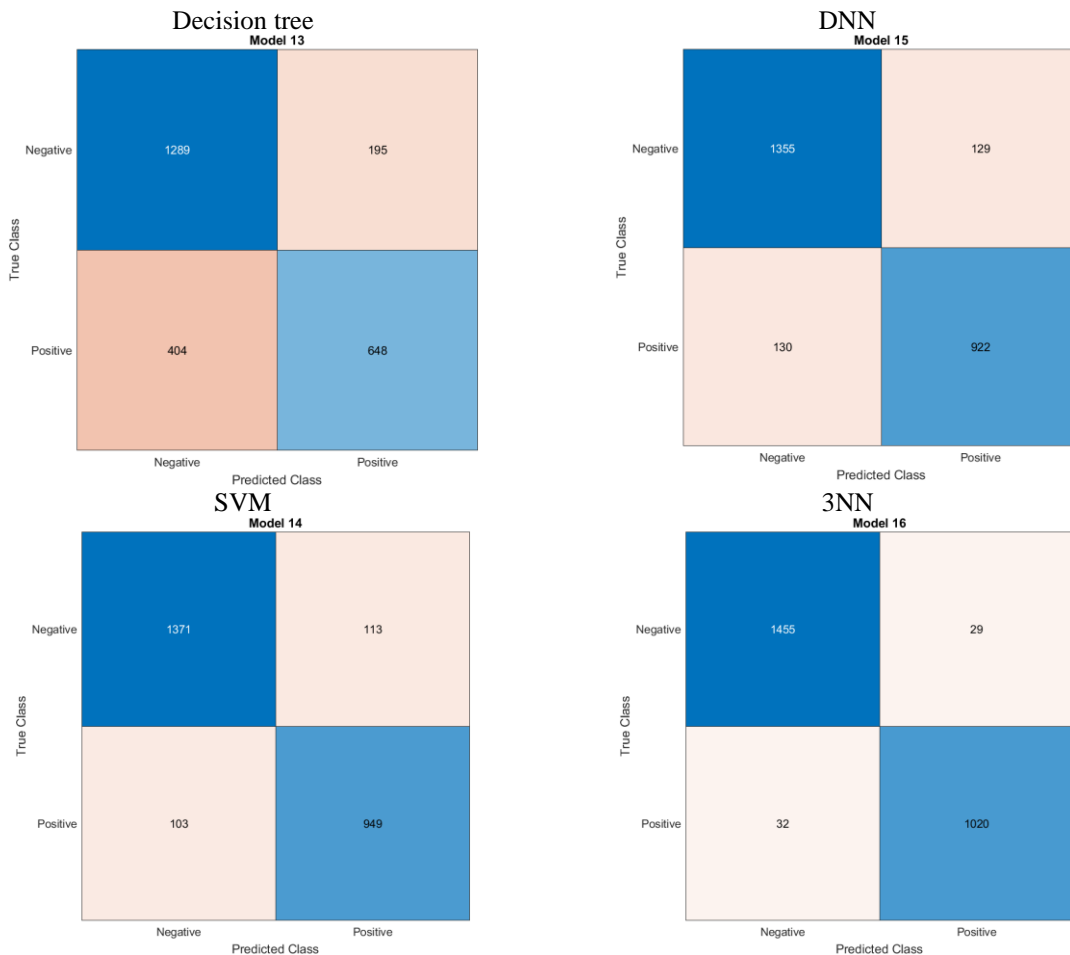 Decision tree
Model 13
Negative
1289
195
True Class
Positive
404
648
Negative
Positive
Predicted Class
DNN
Model 15
Negative
1355
129
True Class
Positive
130
922
Negative
Positive
Predicted Class
SVM
Model 14
Negative
1371
113
True Class
Positive
103
949
Negative
Positive
Predicted Class
3NN
Model 16
Negative
1455
29
True Class
Positive
32
1020
Negative
Positive
Predicted Class